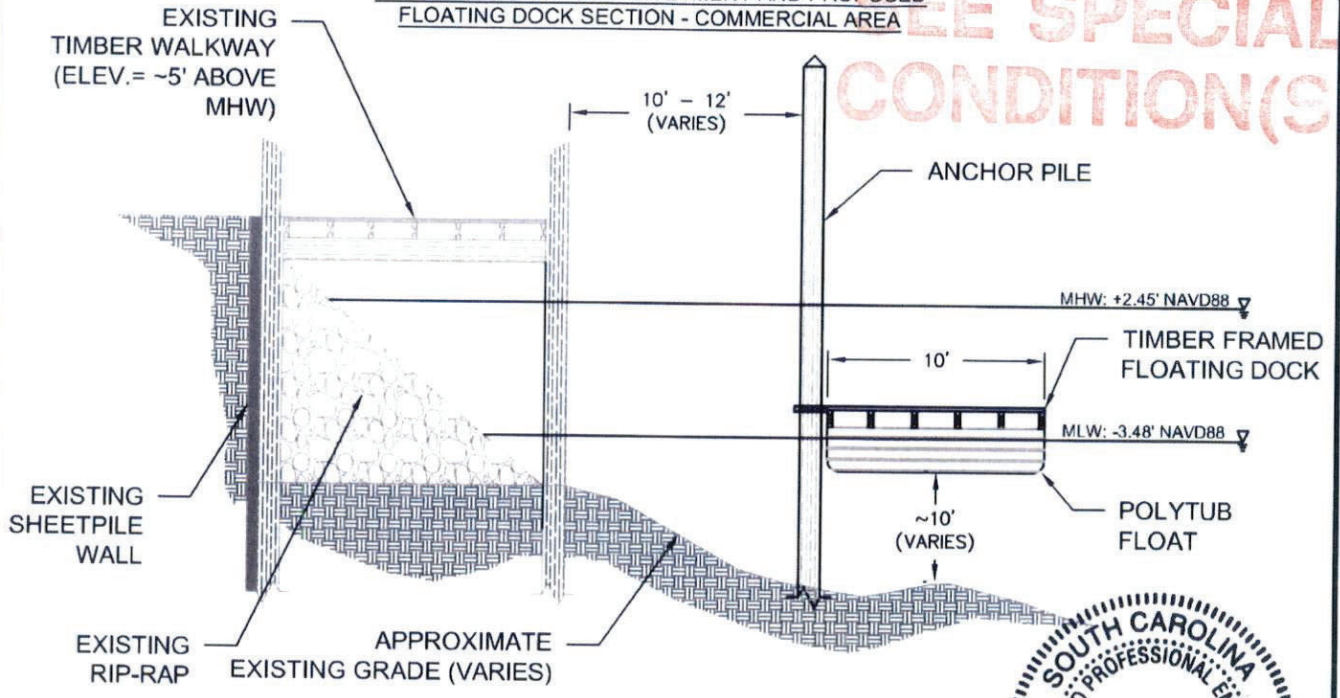 FLOATING DOCK SECTION - COMMERCIAL AREA
EE SPECIAL
CONDITION(S
EXISTING
TIMBER WALKWAY
(ELEV.= ~5' ABOVE
MHW)
10' - 12'
(VARIES)
ANCHOR PILE
MHW: +2.45' NAVD88
TIMBER FRAMED
FLOATING DOCK
10'
MLW: -3.48' NAVD88
EXISTING
SHEETPILE
WALL
~10'
(VARIES)
POLYTUB
FLOAT
EXISTING
RIP-RAP
APPROXIMATE
EXISTING GRADE (VARIES)
SOUTH CAROLINA
PROFESSIONAL